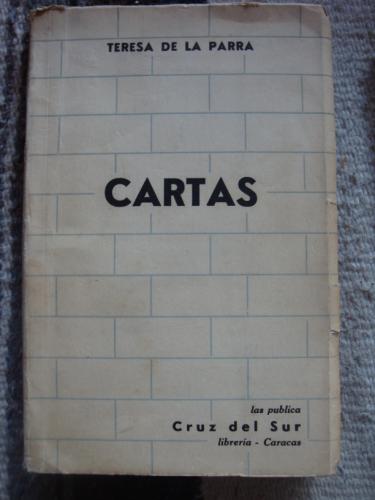 TERESA DE LA PARRA
CARTAS
las publica
Cruz del Sur
librería - Caracas